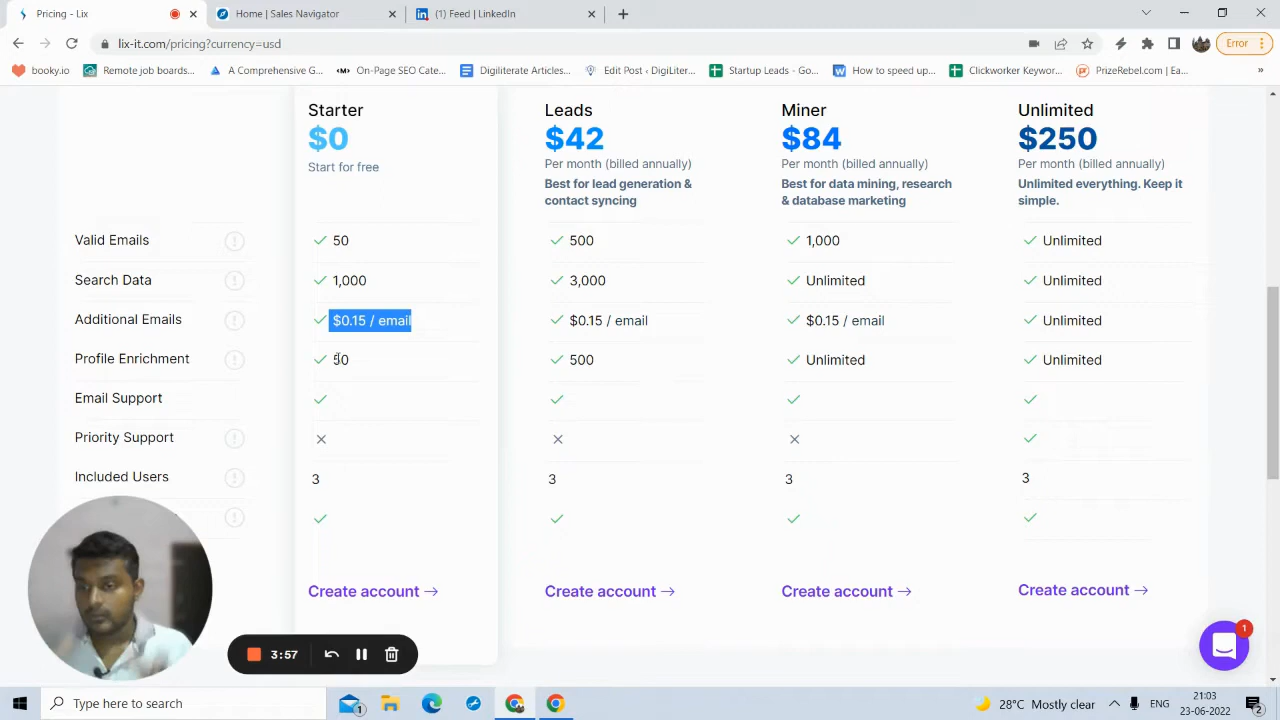 Pricing - Lix
Home | Sales Navigator
(1) Feed | LinkedIn
lix-it.com/pricing?currency=usd
Error
booky.io
Remote job boards...
A Comprehensive G...
On-Page SEO Cate...
Digiliterate Articles...
Edit Post ‹ DigiLiter...
Startup Leads - Go...
How to speed up...
Clickworker Keywor...
PrizeRebel.com | Ea...
»
Starter
$0
Start for free
Leads
$42
Per month (billed annually)
Best for lead generation &
contact syncing
Miner
$84
Per month (billed annually)
Best for data mining, research
& database marketing
Unlimited
$250
Per month (billed annually)
Unlimited everything. Keep it
simple.
Valid Emails 50 500 1,000 Unlimited
Search Data 1,000 3,000 Unlimited Unlimited
Additional Emails $0.15 / email $0.15 / email $0.15 / email Unlimited
Profile Enrichment 50 500 Unlimited Unlimited
Email Support
Priority Support
Included Users 3 3 3 3
Create account → Create account → Create account → Create account →
3:57
1
Type here to search
1
28°C Mostly clear
ENG
21:03
23-06-2022
2